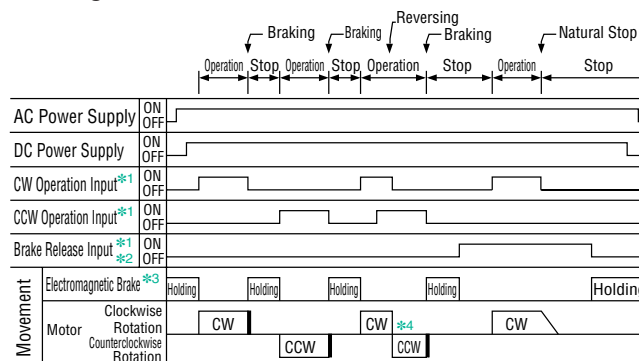 Reversing
Braking
Braking
Braking
Natural Stop
Operation Stop Operation Stop Operation Stop Operation Stop
AC Power Supply ON OFF
DC Power Supply ON OFF
CW Operation Input*1 ON OFF
CCW Operation Input*1 ON OFF
Brake Release Input *1 *2 ON OFF
Movement
Electromagnetic Brake *3 Holding Holding Holding Holding Holding
Motor
Clockwise Rotation CW CW *4 CW
Counterclockwise Rotation CCW CCW